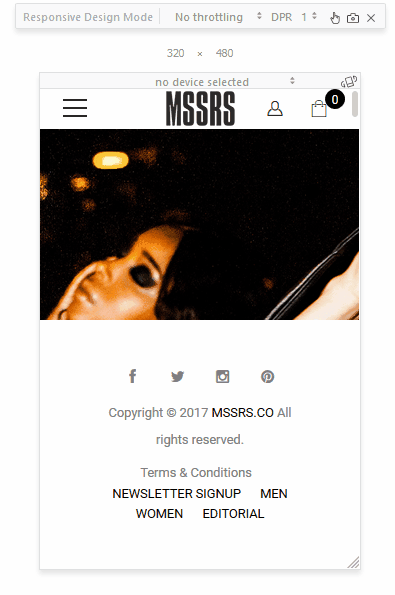 Responsive Design Mode No throttling DPR 1
320 × 480
no device selected
MSSRS 0
Copyright © 2017 MSSRS.CO All
rights reserved.
Terms & Conditions
NEWSLETTER SIGNUP MEN
WOMEN EDITORIAL